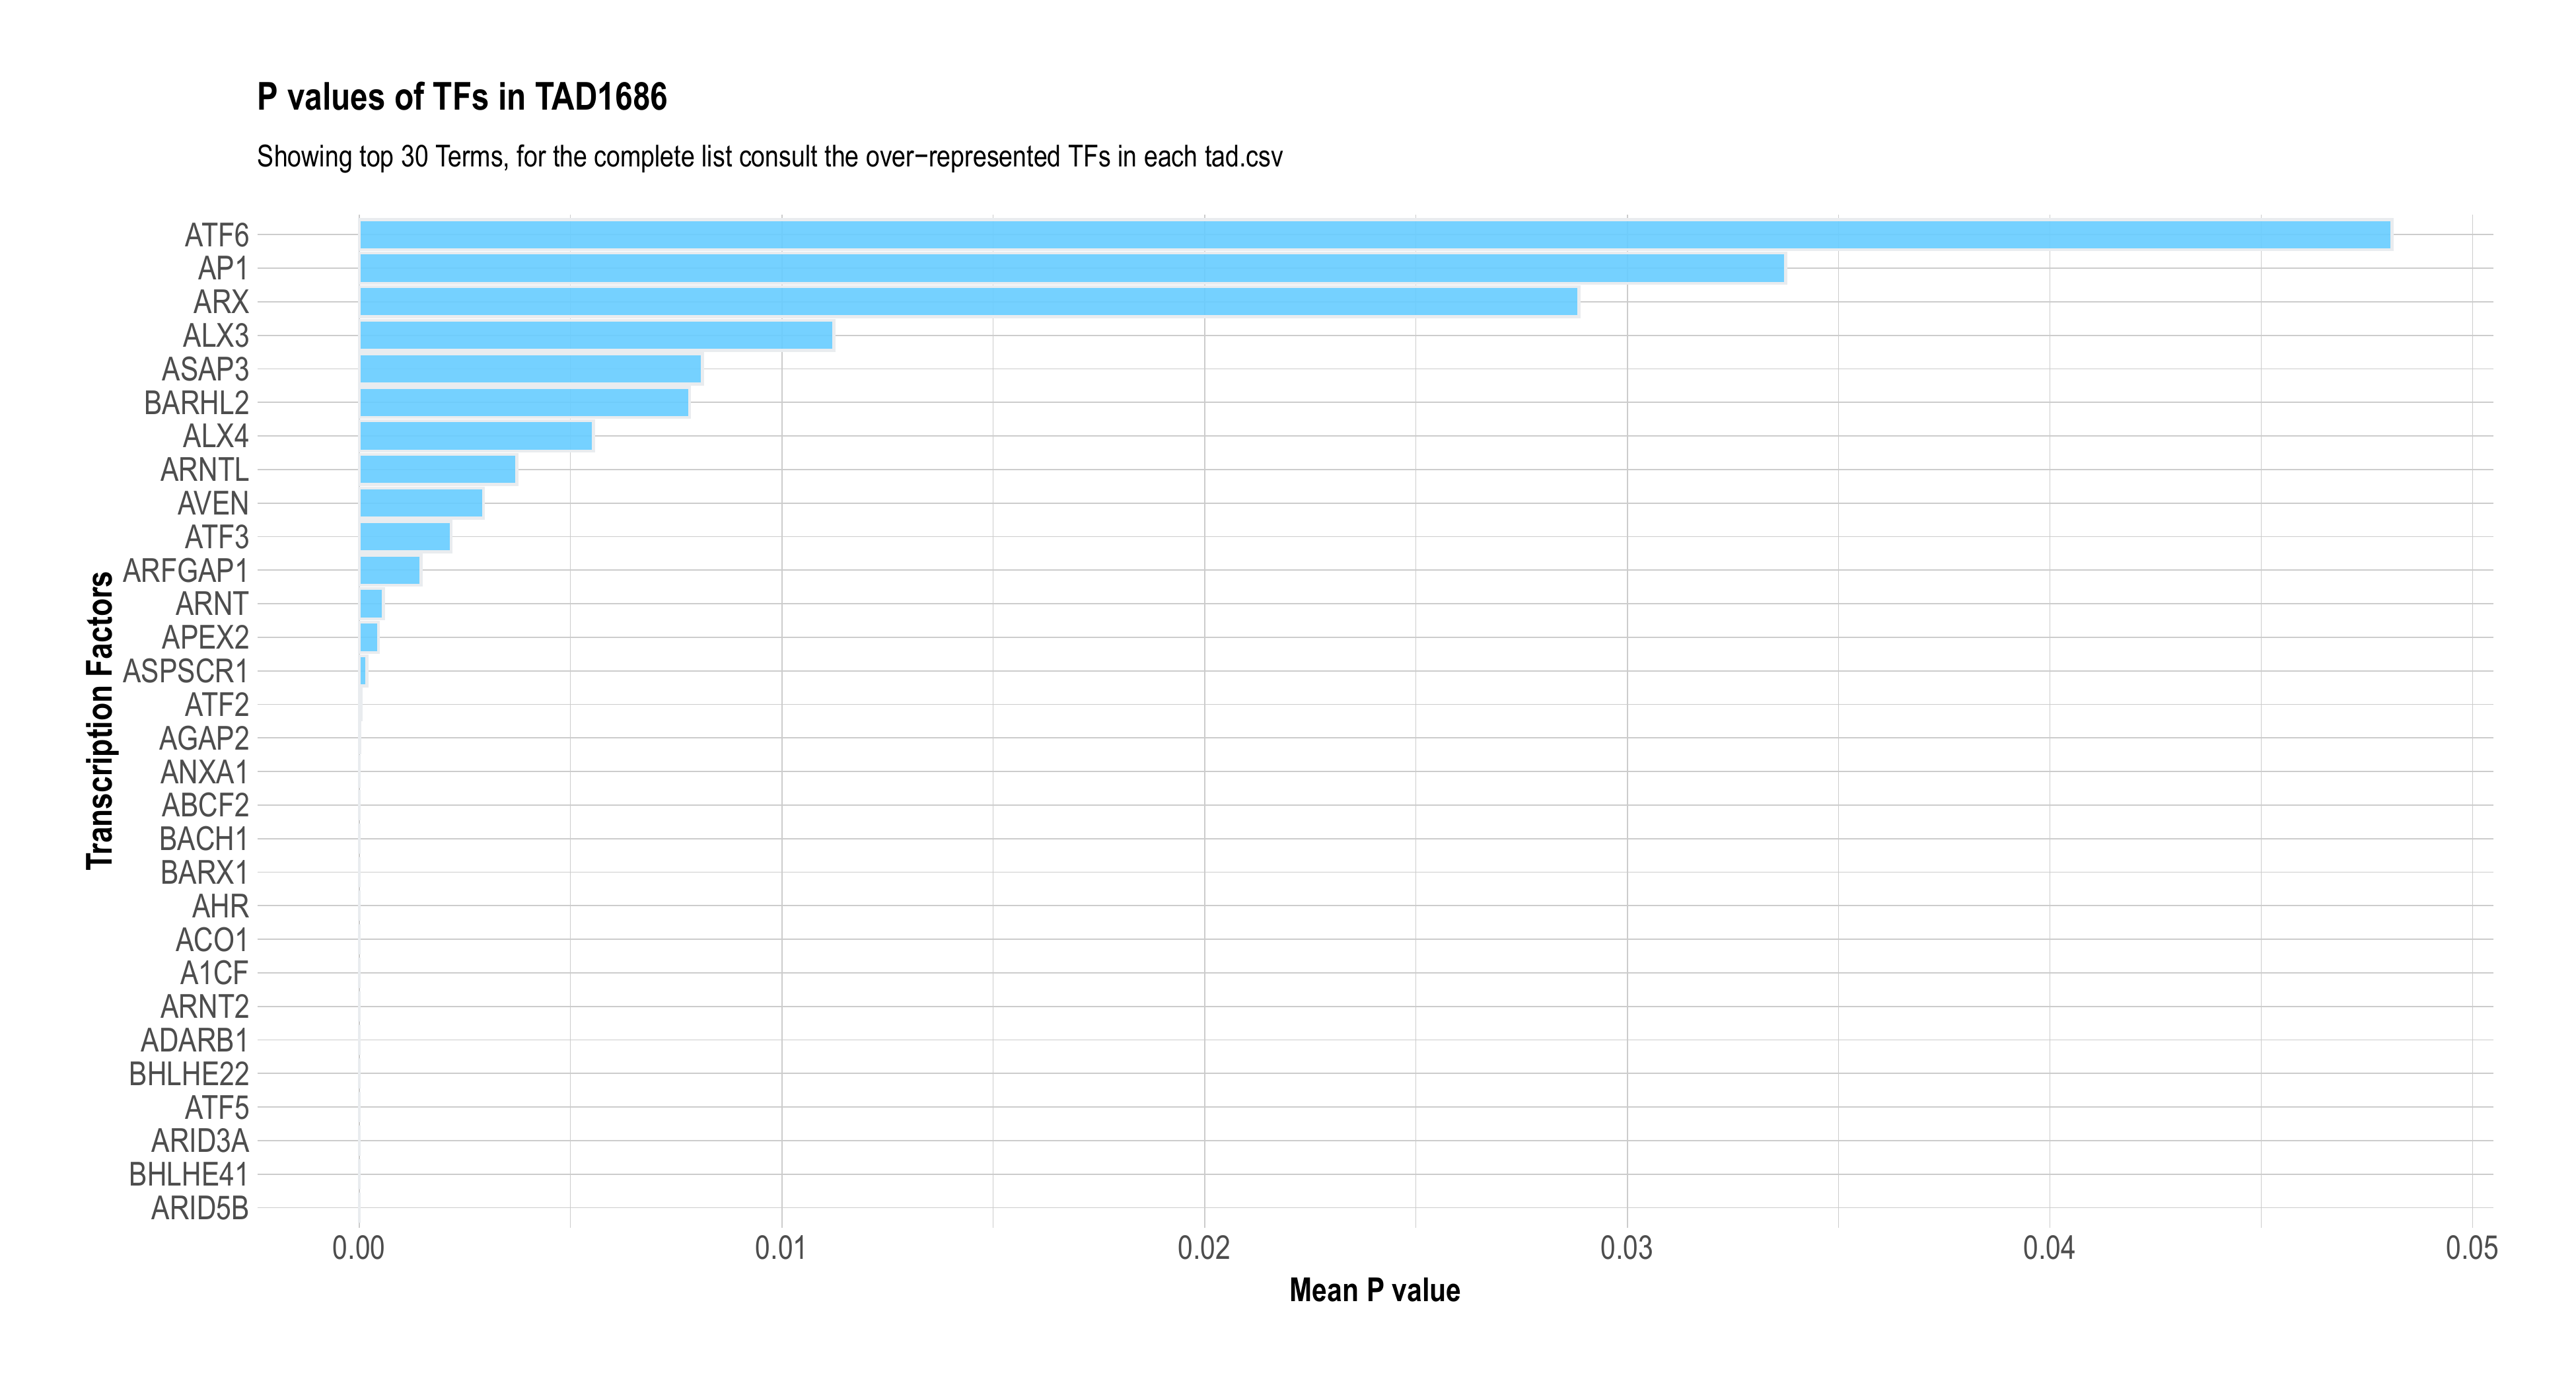 P values of TFs in TAD1686
Showing top 30 Terms, for the complete list consult the over−represented TFs in each tad.csv
Transcription Factors
ATF6
AP1
ARX
ALX3
ASAP3
BARHL2
ALX4
ARNTL
AVEN
ATF3
ARFGAP1
ARNT
APEX2
ASPSCR1
ATF2
AGAP2
ANXA1
ABCF2
BACH1
BARX1
AHR
ACO1
A1CF
ARNT2
ADARB1
BHLHE22
ATF5
ARID3A
BHLHE41
ARID5B
0.00 0.01 0.02 0.03 0.04 0.05
Mean P value